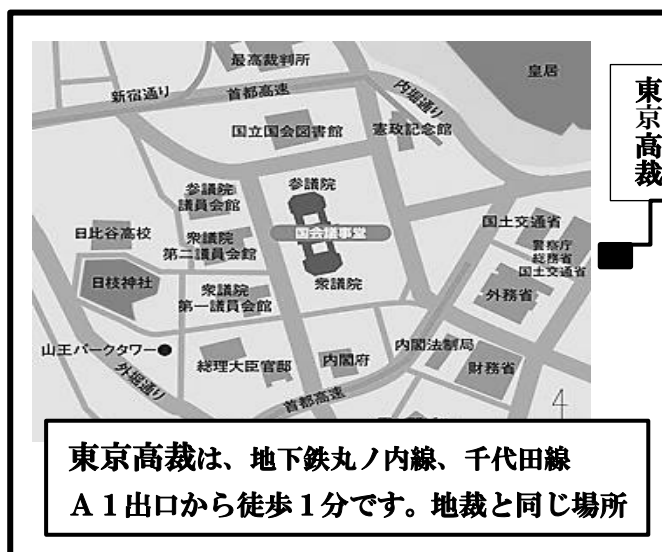 最高裁判所
皇居
新宿通り
首都高速
内堀通り
国立国会図書館
憲政記念館
参議院
議員会館
参議院
国会議事堂
衆議院
日比谷高校
衆議院
第二議員会館
国土交通省
警察庁
総務省
国土交通省
日枝神社
衆議院
第一議員会館
外務省
山王パークタワー
外堀通り
総理大臣官邸
内閣府
内閣法制局
財務省
首都高速
4
東京高裁
東京高裁は、地下鉄丸ノ内線、千代田線
A1出口から徒歩1分です。地裁と同じ場所